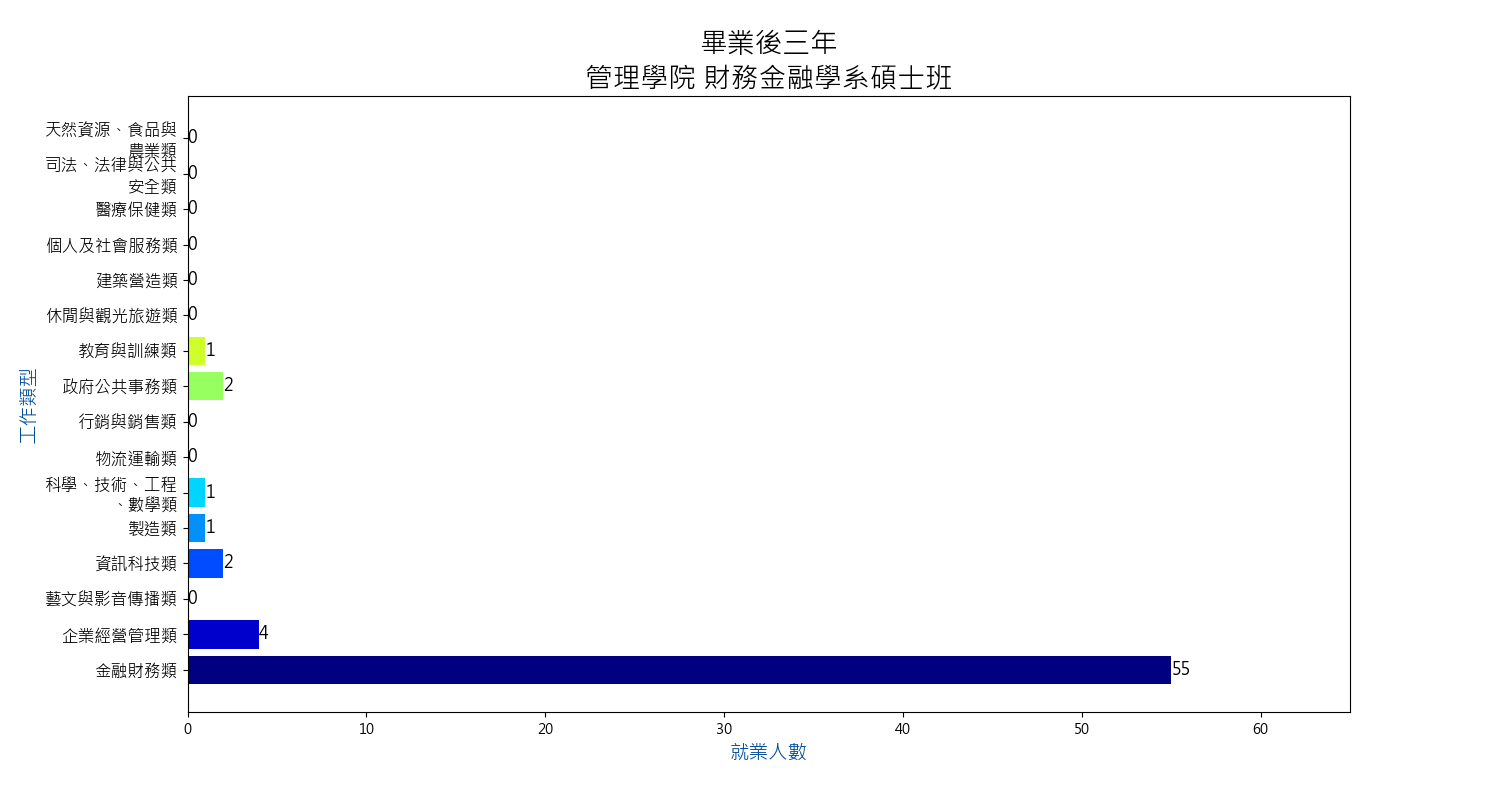 畢業後三年
管理學院 財務金融學系碩士班
天然資源、食品與
農業類
0
司法、法律與公共
安全類
0
醫療保健類
0
個人及社會服務類
0
建築營造類
0
休閒與觀光旅遊類
0
教育與訓練類
1
政府公共事務類
2
行銷與銷售類
0
物流運輸類
0
科學、技術、工程
、數學類
1
製造類
1
資訊科技類
2
藝文與影音傳播類
0
企業經營管理類
4
金融財務類
55
工作類型
0 10 20 30 40 50 60
就業人數